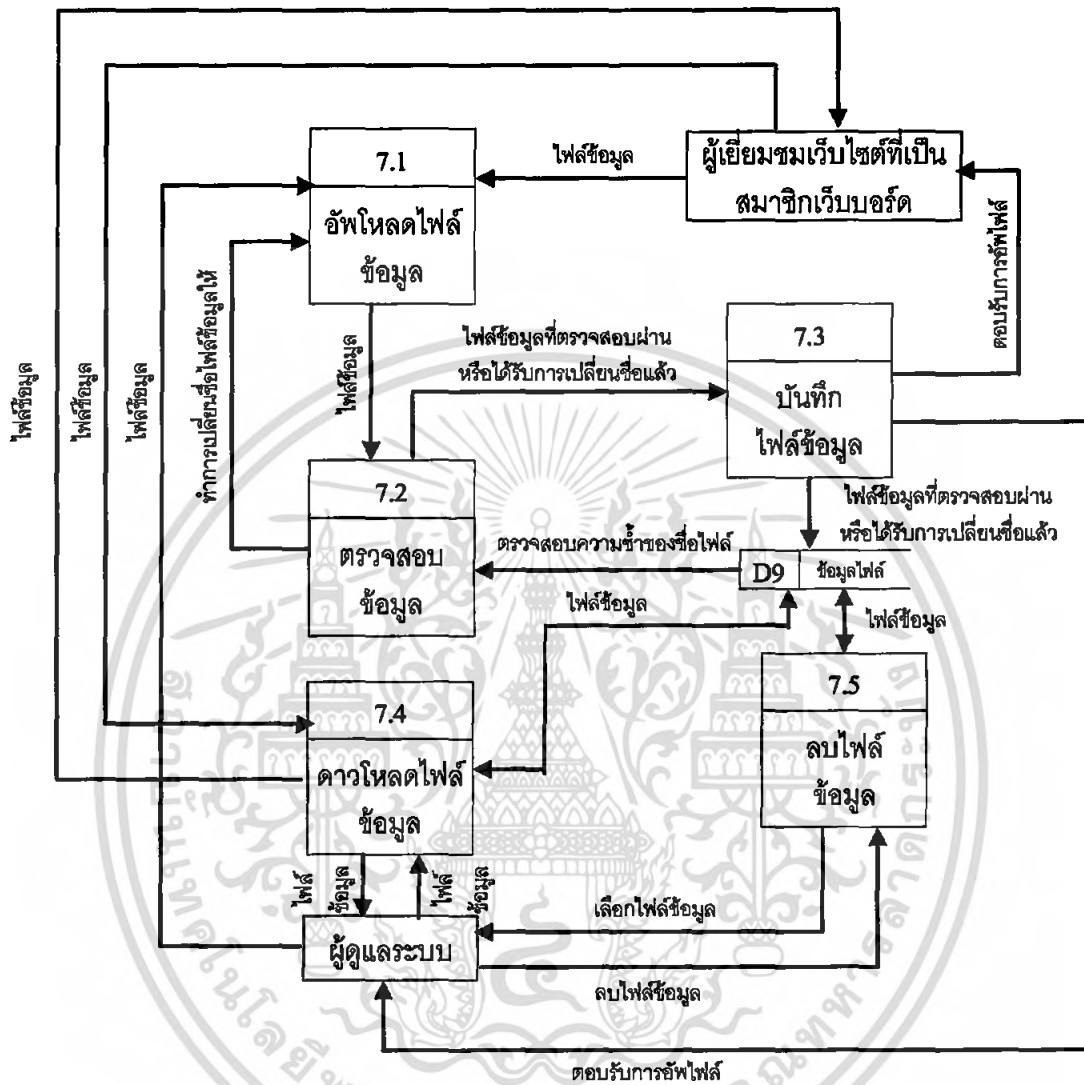 7.1
อัพโหลดไฟล์
ข้อมูล
ไฟล์ข้อมูล
ผู้เยี่ยมชมเว็บไซต์ที่เป็น
สมาชิกเว็บบอร์ด
ตอบรับการอัพไฟล์
ไฟล์ข้อมูล
ไฟล์ข้อมูล
ไฟล์ข้อมูล
ทำการเปลี่ยนชื่อไฟล์ข้อมูลให้
ไฟล์ข้อมูล
ไฟล์ข้อมูลที่ตรวจสอบผ่าน
หรือได้รับการเปลี่ยนชื่อแล้ว
7.3
บันทึก
ไฟล์ข้อมูล
7.2
ตรวจสอบ
ข้อมูล
ไฟล์ข้อมูลที่ตรวจสอบผ่าน
หรือได้รับการเปลี่ยนชื่อแล้ว
ตรวจสอบความซ้ำของชื่อไฟล์
D9
ข้อมูลไฟล์
ไฟล์ข้อมูล
ไฟล์ข้อมูล
7.4
ดาวโหลดไฟล์
ข้อมูล
7.5
ลบไฟล์
ข้อมูล
ไฟล์
ข้อมูล
ไฟล์
ข้อมูล
ผู้ดูแลระบบ
เลือกไฟล์ข้อมูล
ลบไฟล์ข้อมูล
ตอบรับการอัพไฟล์